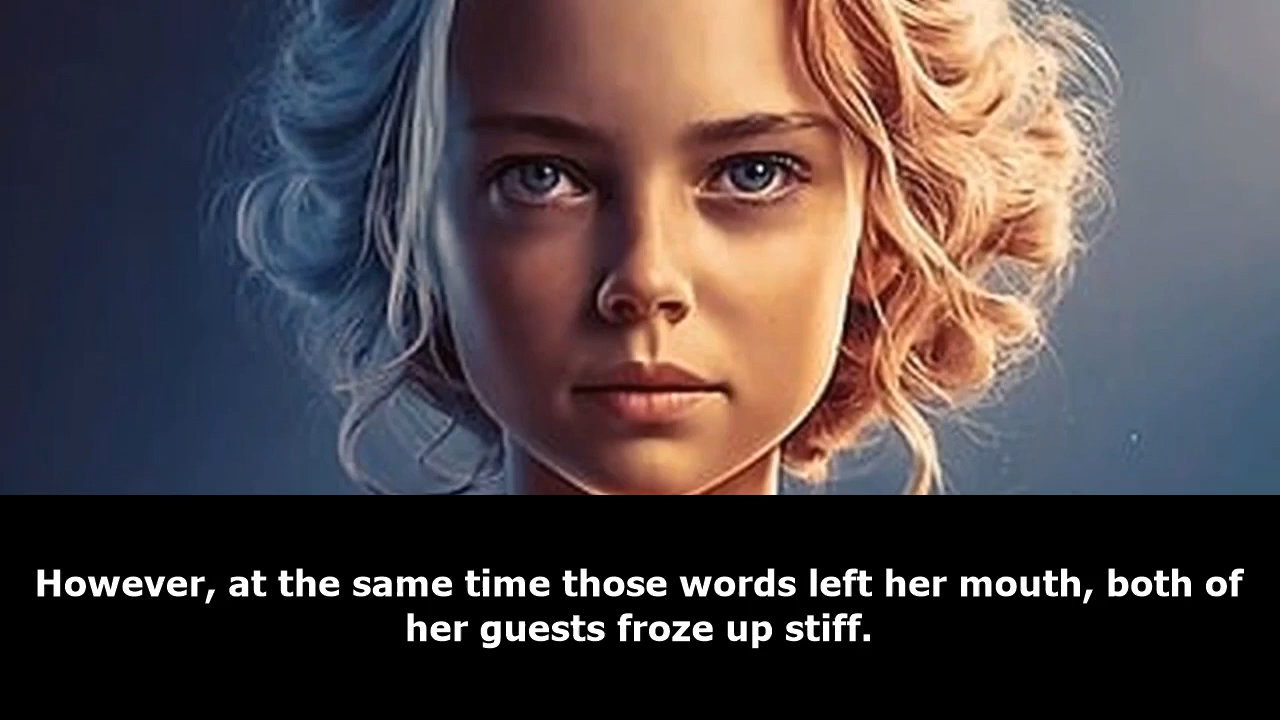 However, at the same time those words left her mouth, both of
her guests froze up stiff.